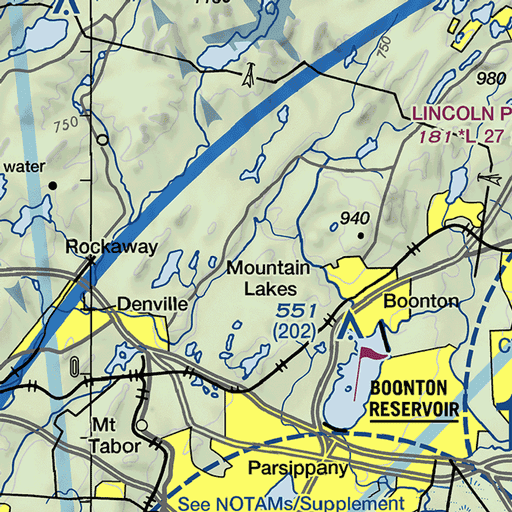 750
980
LINCOLN P
181 *L 27
750
water
940
Rockaway
Mountain
Lakes
Denville
551
(202)
Boonton
BOONTON
RESERVOIR
Mt
Tabor
Parsippany
See NOTAMs/Supplement